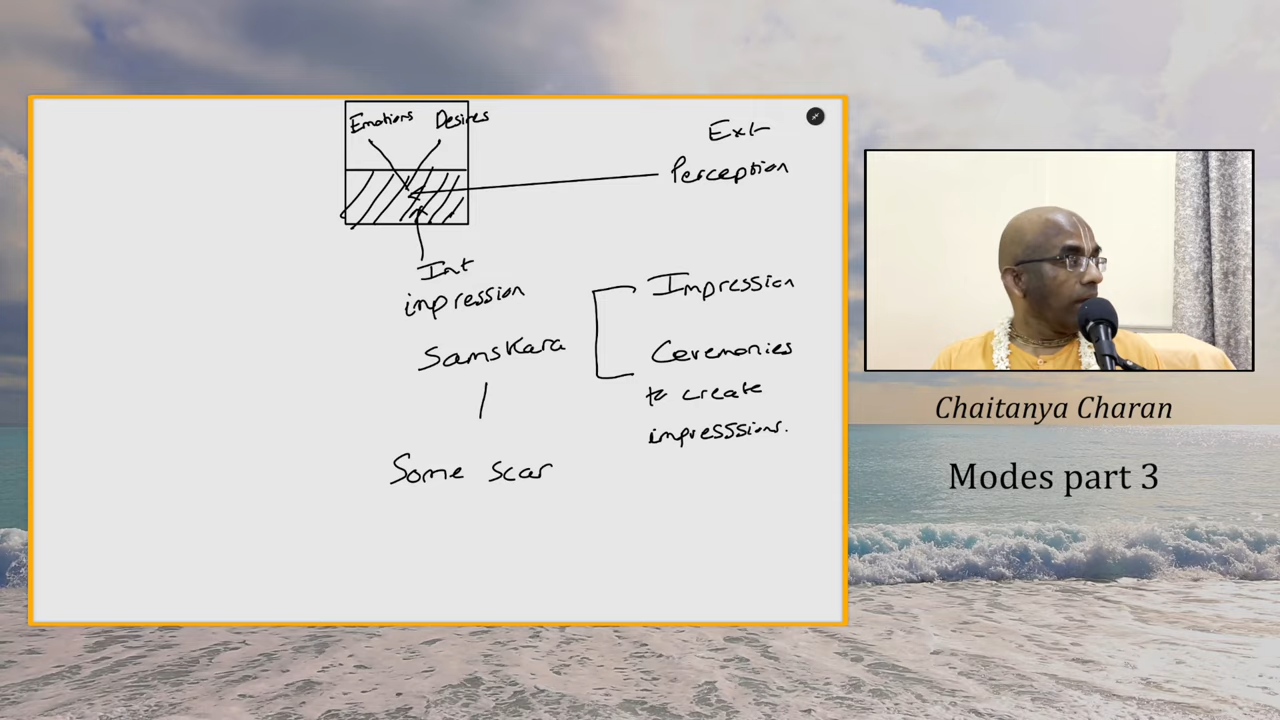 Emotions Desires
Ext
Perception
Int
impression
Samskara
Some scar
Impression
Ceremonies
to create
impresssions.
Chaitanya Charan
Modes part 3